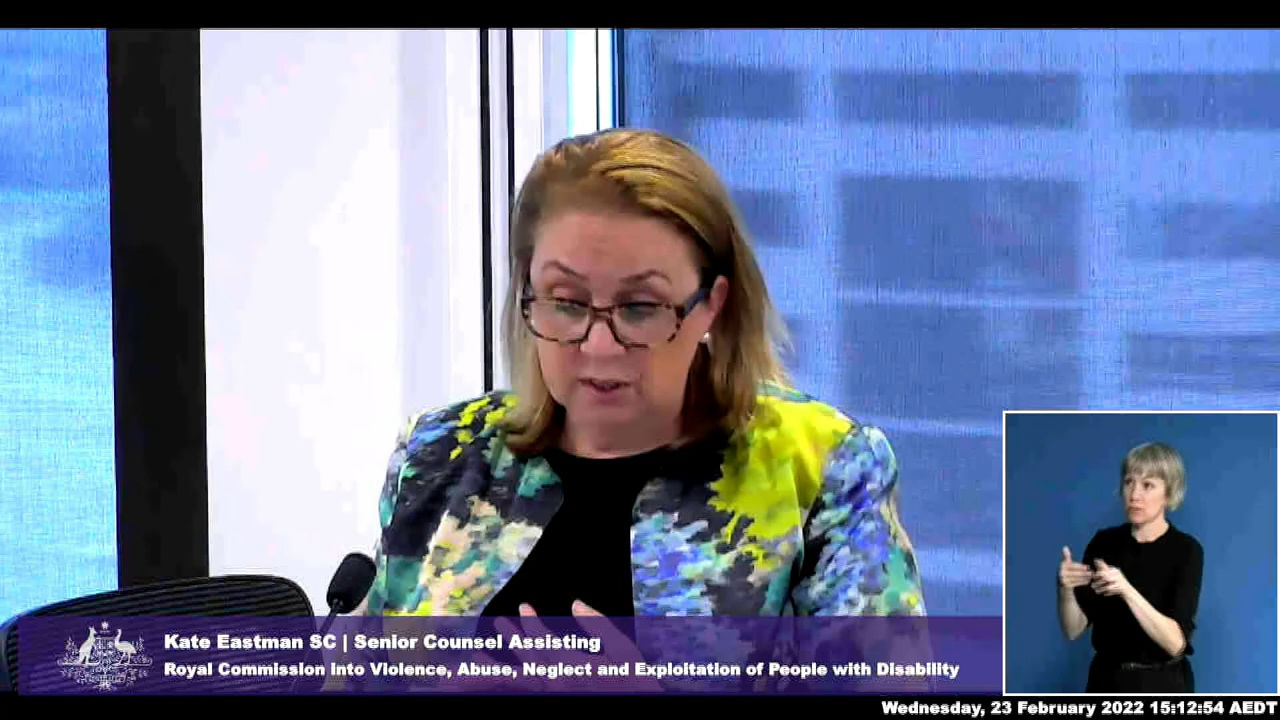 Kate Eastman SC | Senior Counsel Assisting
Royal Commission into Violence, Abuse, Neglect and Exploitation of People with Disability
Wednesday, 23 February 2022 15:12:54 AEDT